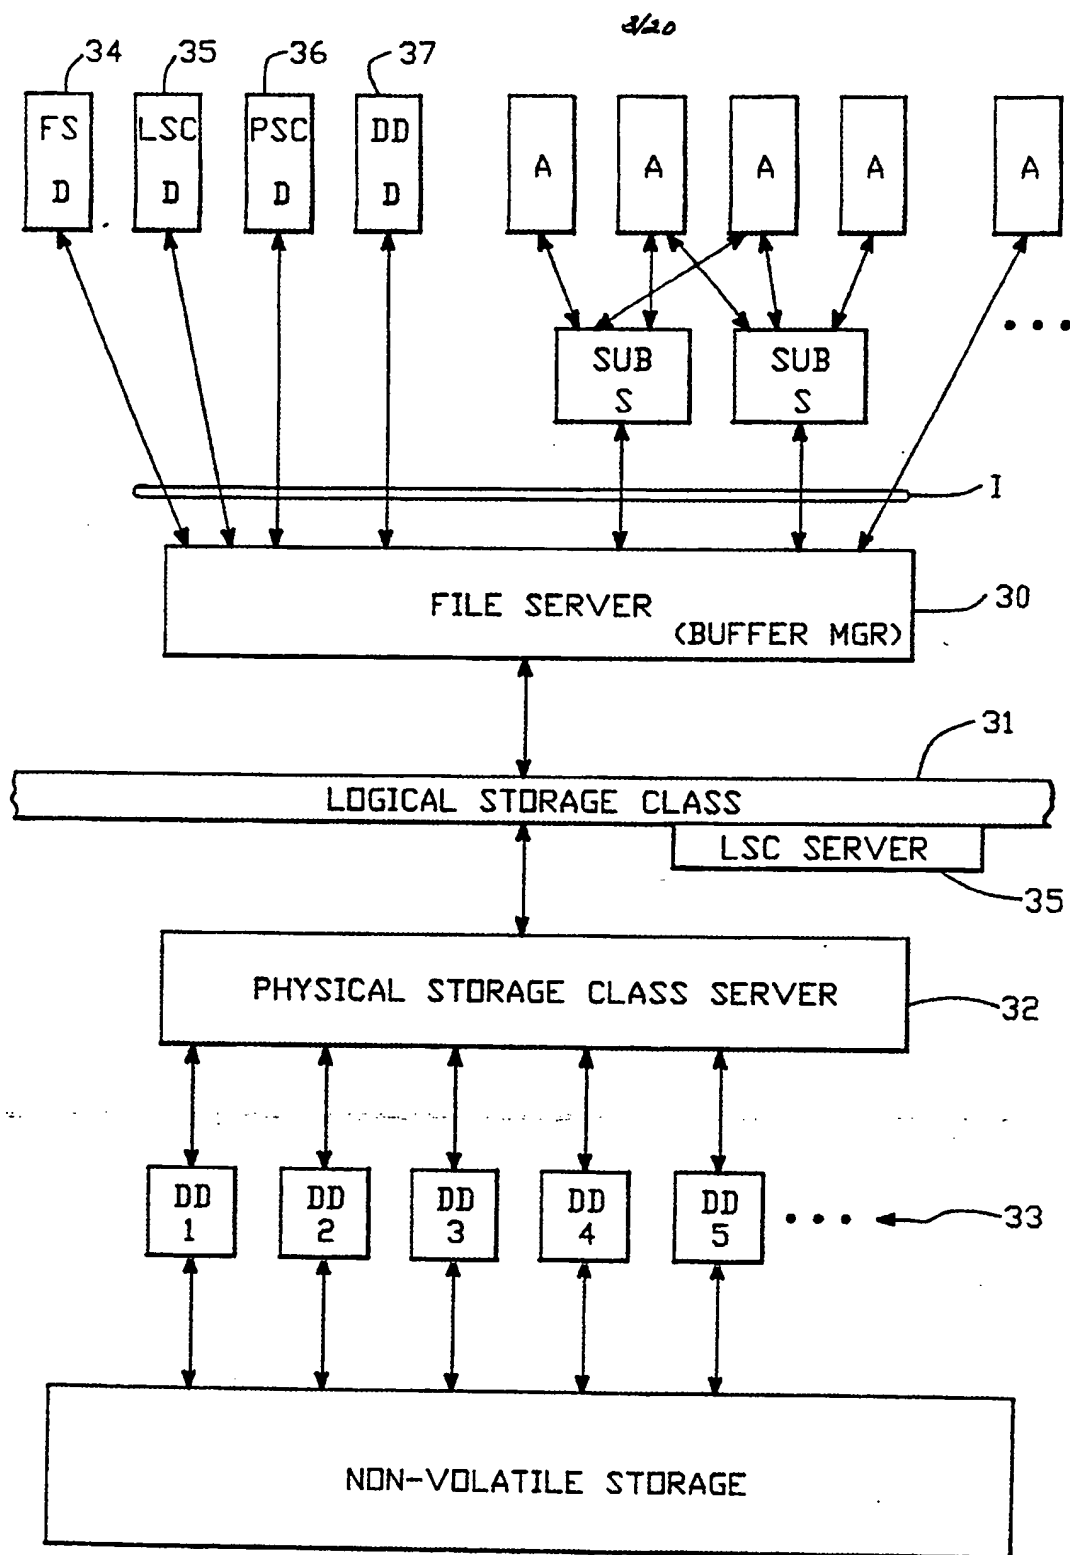 3/20
34 35 36 37
FS LSC PSC DD
D D D D
A A A A A
SUB SUB
S S
I
FILE SERVER
(BUFFER MGR)
30
31
LOGICAL STORAGE CLASS
LSC SERVER
35
PHYSICAL STORAGE CLASS SERVER
32
DD DD DD DD DD
1 2 3 4 5
33
NON-VOLATILE STORAGE